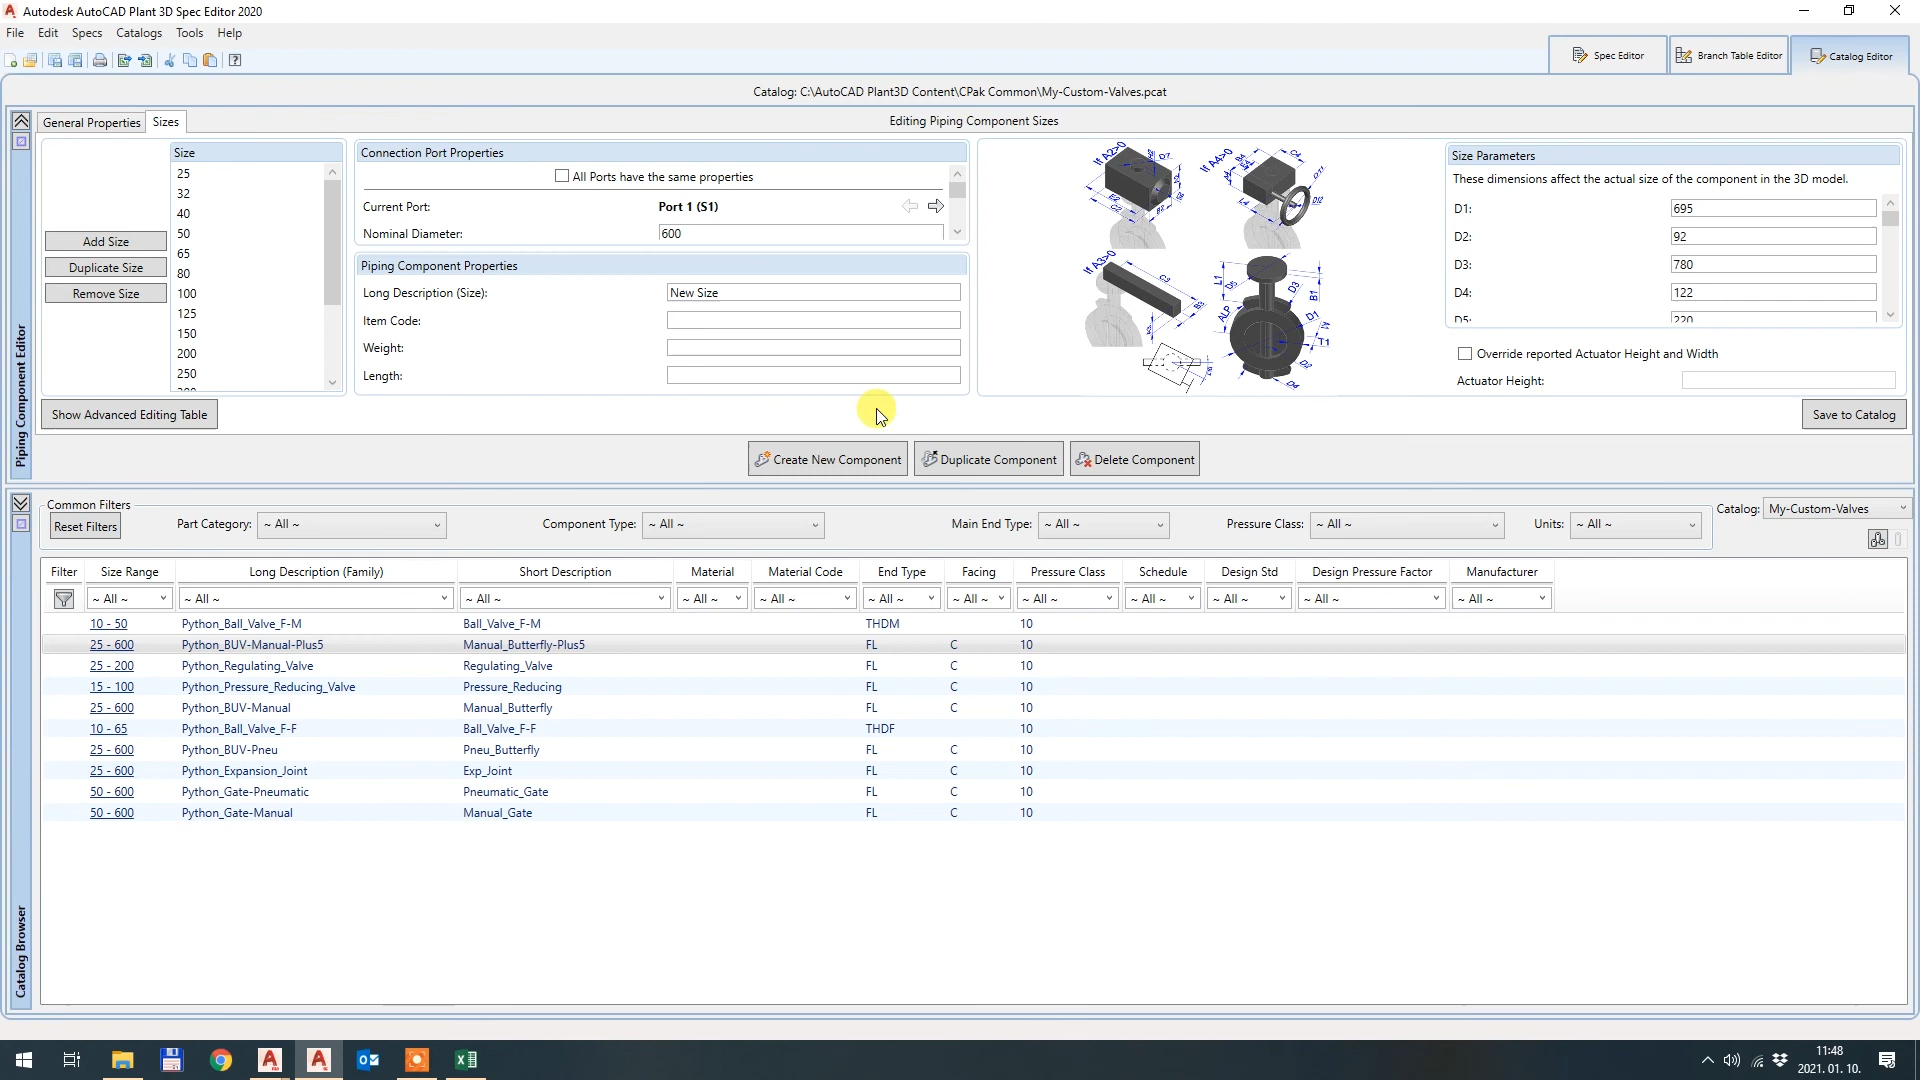 Autodesk AutoCAD Plant 3D Spec Editor 2020
File Edit Specs Catalogs Tools Help
Spec Editor Branch Table Editor Catalog Editor
Catalog: C:\AutoCAD Plant3D Content\CPak Common\My-Custom-Valves.pcat
General Properties Sizes Editing Piping Component Sizes
Piping Component Editor
Size
25
32
40
50
65
80
100
125
150
200
250
Add Size
Duplicate Size
Remove Size
Connection Port Properties
All Ports have the same properties
Current Port: Port 1 (S1)
Nominal Diameter: 600
Piping Component Properties
Long Description (Size): New Size
Item Code:
Weight:
Length:
If A2>0
If A4>0
If A3>0
Size Parameters
These dimensions affect the actual size of the component in the 3D model.
D1: 695
D2: 92
D3: 780
D4: 122
D5: 220
Override reported Actuator Height and Width
Actuator Height:
Show Advanced Editing Table Save to Catalog
Create New Component Duplicate Component Delete Component
Common Filters
Reset Filters Part Category: ~ All ~ Component Type: ~ All ~ Main End Type: ~ All ~ Pressure Class: ~ All ~ Units: ~ All ~
Catalog: My-Custom-Valves
Catalog Browser
Filter Size Range Long Description (Family) Short Description Material Material Code End Type Facing Pressure Class Schedule Design Std Design Pressure Factor Manufacturer
~ All ~ ~ All ~ ~ All ~ ~ All ~ ~ All ~ ~ All ~ ~ All ~ ~ All ~ ~ All ~ ~ All ~ ~ All ~ ~ All ~
10 - 50 Python_Ball_Valve_F-M Ball_Valve_F-M THDM 10
25 - 600 Python_BUV-Manual-Plus5 Manual_Butterfly-Plus5 FL C 10
25 - 200 Python_Regulating_Valve Regulating_Valve FL C 10
15 - 100 Python_Pressure_Reducing_Valve Pressure_Reducing FL C 10
25 - 600 Python_BUV-Manual Manual_Butterfly FL C 10
10 - 65 Python_Ball_Valve_F-F Ball_Valve_F-F THDF 10
25 - 600 Python_BUV-Pneu Pneu_Butterfly FL C 10
25 - 600 Python_Expansion_Joint Exp_Joint FL C 10
50 - 600 Python_Gate-Pneumatic Pneumatic_Gate FL C 10
50 - 600 Python_Gate-Manual Manual_Gate FL C 10
11:48
2021. 01. 10.